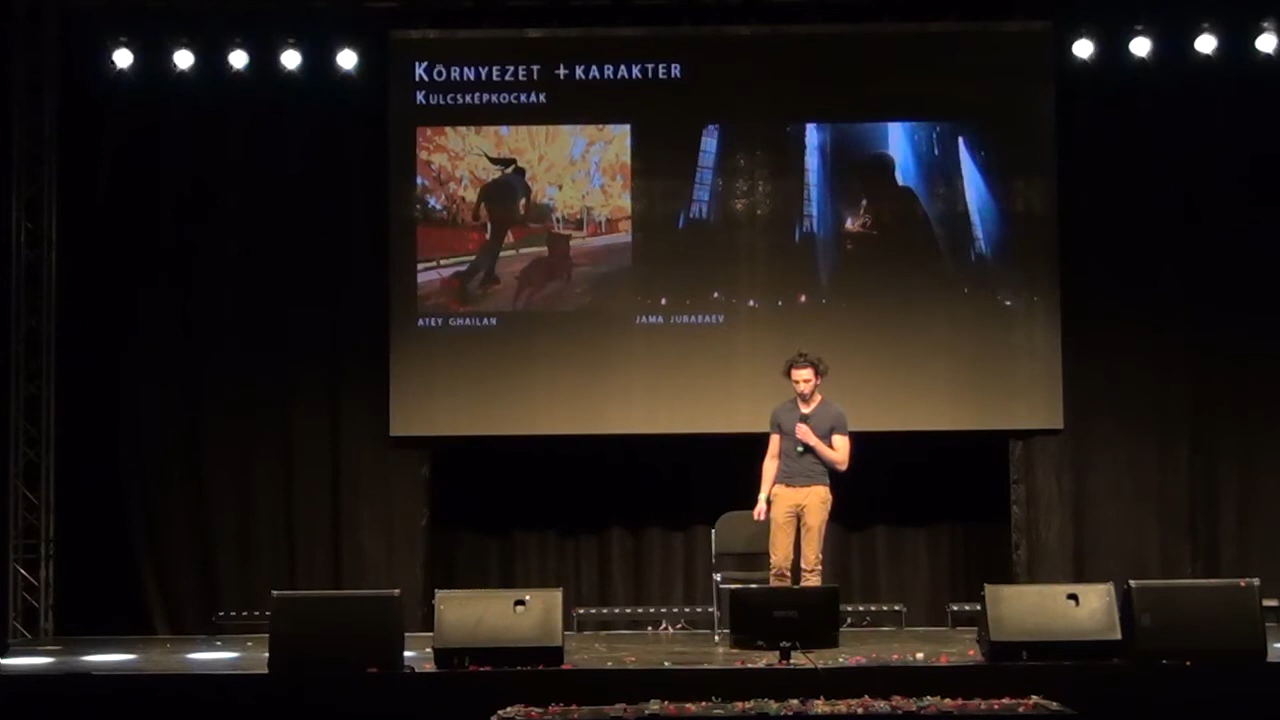 KÖRNYEZET +KARAKTER
KULCSKÉPKOCKÁK
ATEY GHAILAN
JAMA JURABAEV